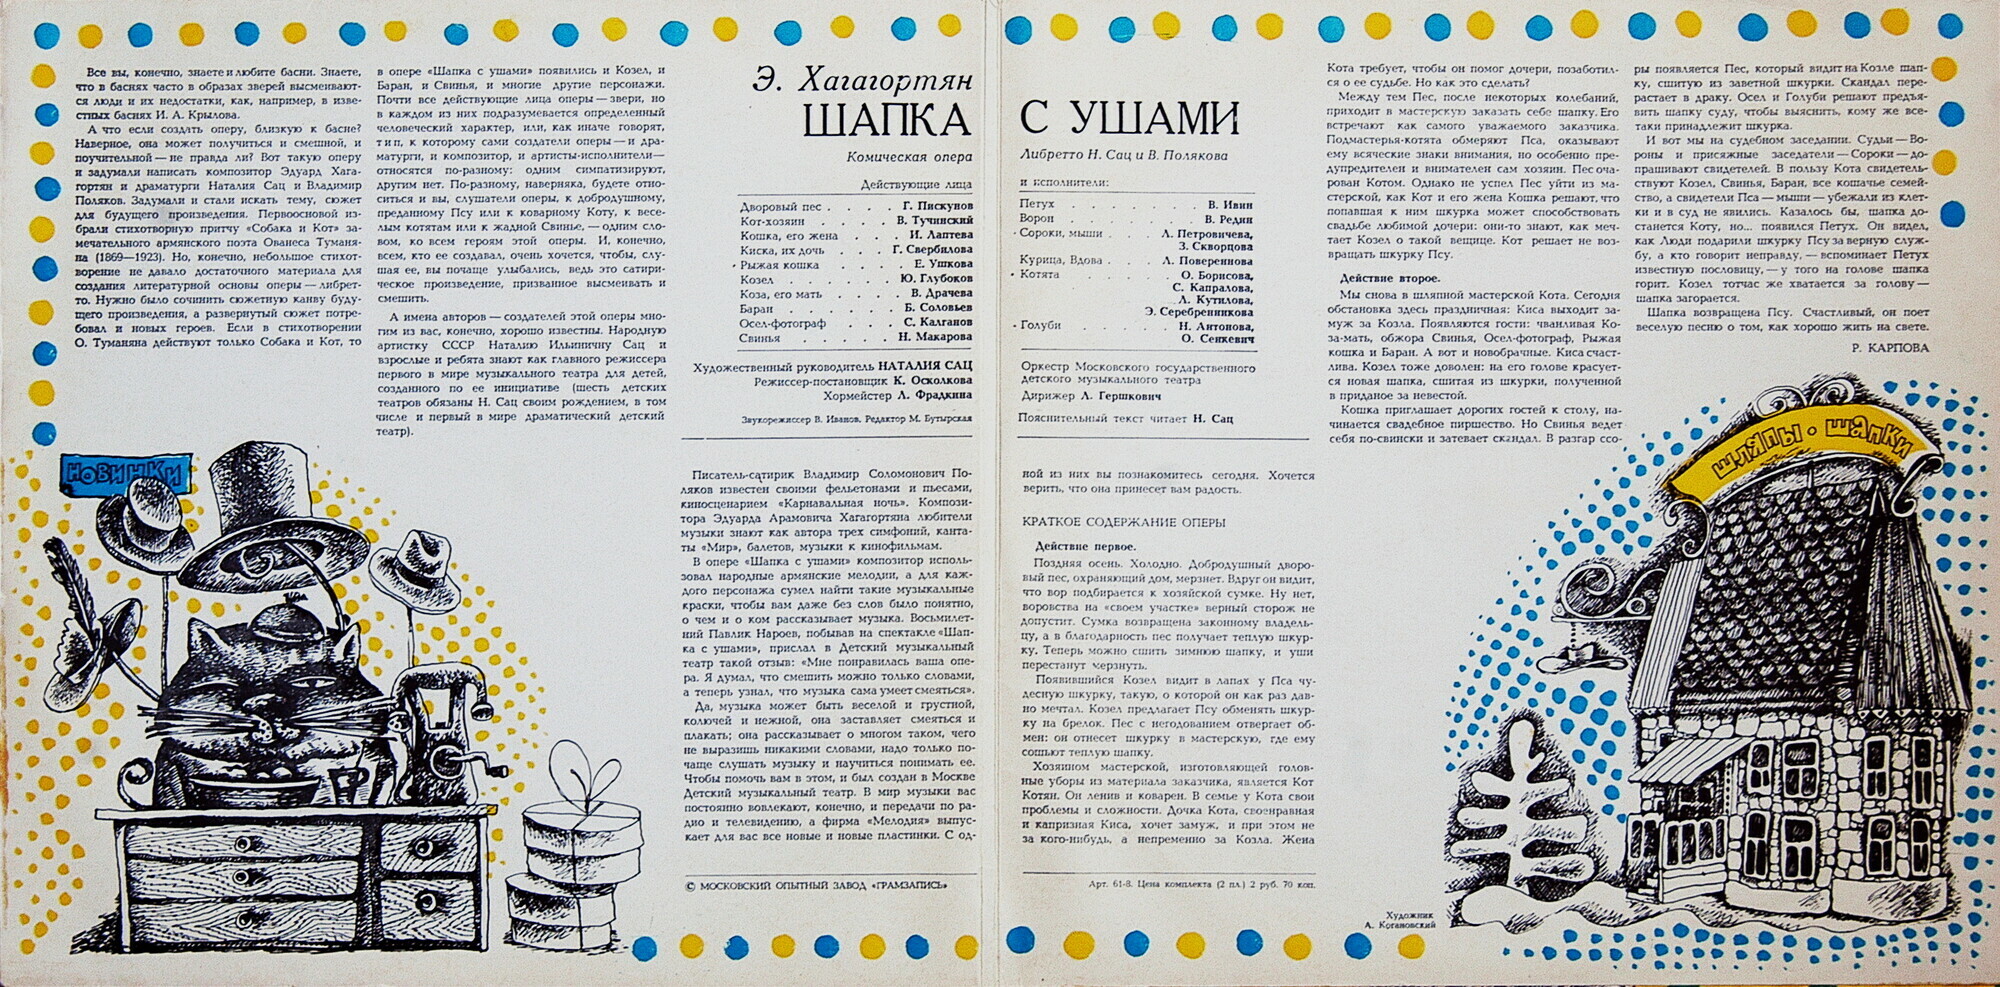 Все вы, конечно, знаете и любите басни. Знаете,
что в баснях часто в образах зверей высмеивают-
ся люди и их недостатки, как, например, в изве-
стных баснях И. А. Крылова.
А что если создать оперу, близкую к басне?
Наверное, она может получиться и смешной, и
поучительной — не правда ли? Вот такую оперу
и задумали написать композитор Эдуард Хага-
гортян и драматурги Наталия Сац и Владимир
Поляков. Задумали и стали искать тему, сюжет
для будущего произведения. Первоосновой из-
брали стихотворную притчу «Собака и Кот» за-
мечательного армянского поэта Ованеса Туманя-
на (1869—1923). Но, конечно, небольшое стихот-
ворение не давало достаточного материала для
создания литературной основы оперы — либрет-
то. Нужно было сочинить сюжетную канву буду-
щего произведения, а развернутый сюжет потре-
бовал и новых героев. Если в стихотворении
О. Туманяна действуют только Собака и Кот, то
в опере «Шапка с ушами» появились и Козел, и
Баран, и Свинья, и многие другие персонажи.
Почти все действующие лица оперы — звери, но
в каждом из них подразумевается определенный
человеческий характер, или, как иначе говорят,
тип, к которому сами создатели оперы — и дра-
матурги, и композитор, и артисты-исполнители —
относятся по-разному: одним симпатизируют,
другим нет. По-разному, наверняка, будете отно-
ситься и вы, слушатели оперы, к добродушному,
преданному Псу или к коварному Коту, к весе-
лым котятам или к жадной Свинье, — одним сло-
вом, ко всем героям этой оперы. И, конечно,
всем, кто ее создавал, очень хочется, чтобы, слу-
шая ее, вы почаще улыбались, ведь это сатири-
ческое произведение, призванное высмеивать и
смешить.
А имена авторов — создателей этой оперы мно-
гим из вас, конечно, хорошо известны. Народную
артистку СССР Наталию Ильиничну Сац и
взрослые и ребята знают как главного режиссера
первого в мире музыкального театра для детей,
созданного по ее инициативе (шесть детских
театров обязаны Н. Сац своим рождением, в том
числе и первый в мире драматический детский
театр).
Э. Хагагортян
ШАПКА С УШАМИ
Комическая опера
Либретто Н. Сац и В. Полякова
Действующие лица и исполнители:
Дворовый пес . . . . Г. Пискунов
Кот-хозяин . . . . . В. Тучинский
Кошка, его жена . . . И. Лаптева
Киска, их дочь . . . Г. Свербилова
Рыжая кошка . . . . Е. Ушкова
Козел . . . . . Ю. Глубоков
Коза, его мать . . . . В. Драчева
Баран . . . . . . Б. Соловьев
Осел-фотограф . . . С. Калганов
Свинья . . . . . Н. Макарова
Художественный руководитель НАТАЛИЯ САЦ
Режиссер-постановщик К. Осколкова
Хормейстер Л. Фрадкина
Звукорежиссер В. Иванов. Редактор М. Бутырская
Петух . . . . . . . В. Ивин
Ворон . . . . . . В. Редин
Сороки, мыши . . . Л. Петровичева,
З. Скворцова
Курица, Вдова . . . Л. Повереннова
Котята . . . . . О. Борисова,
С. Капралова,
Л. Кутилова,
Э. Серебренникова
Голуби . . . . . Н. Антонова,
О. Сенкевич
Оркестр Московского государственного
детского музыкального театра
Дирижер Л. Гершкович
Пояснительный текст читает Н. Сац
Писатель-сатирик Владимир Соломонович По-
ляков известен своими фельетонами и пьесами,
киносценарием «Карнавальная ночь». Компози-
тора Эдуарда Арамовича Хагагортяна любители
музыки знают как автора трех симфоний, канта-
ты «Мир», балетов, музыки к кинофильмам.
В опере «Шапка с ушами» композитор исполь-
зовал народные армянские мелодии, а для каж-
дого персонажа сумел найти такие музыкальные
краски, чтобы вам даже без слов было понятно,
о чем и о ком рассказывает музыка. Восьмилет-
ний Павлик Нароев, побывав на спектакле «Шап-
ка с ушами», прислал в Детский музыкальный
театр такой отзыв: «Мне понравилась ваша опе-
ра. Я думал, что смешить можно только словами,
а теперь узнал, что музыка сама умеет смеяться».
Да, музыка может быть веселой и грустной,
колючей и нежной, она заставляет смеяться и
плакать; она рассказывает о многом таком, чего
не выразишь никакими словами, надо только по-
чаще слушать музыку и научиться понимать ее.
Чтобы помочь вам в этом, и был создан в Москве
Детский музыкальный театр. В мир музыки вас
постоянно вовлекают, конечно, и передачи по ра-
дио и телевидению, а фирма «Мелодия» выпус-
кает для вас все новые и новые пластинки. С од-
© МОСКОВСКИЙ ОПЫТНЫЙ ЗАВОД «ГРАМЗАПИСЬ»
ной из них вы познакомитесь сегодня. Хочется
верить, что она принесет вам радость.
КРАТКОЕ СОДЕРЖАНИЕ ОПЕРЫ
Действие первое.
Поздняя осень. Холодно. Добродушный дворо-
вый пес, охраняющий дом, мерзнет. Вдруг он видит,
что вор подбирается к хозяйской сумке. Ну нет,
воровства на «своем участке» верный сторож не
допустит. Сумка возвращена законному владель-
цу, а в благодарность пес получает теплую шкур-
ку. Теперь можно сшить зимнюю шапку, и уши
перестанут мерзнуть.
Появившийся Козел видит в лапах у Пса чу-
десную шкурку, такую, о которой он как раз дав-
но мечтал. Козел предлагает Псу обменять шкур-
ку на брелок. Пес с негодованием отвергает об-
мен: он отнесет шкурку в мастерскую, где ему
сошьют теплую шапку.
Хозяином мастерской, изготовляющей голов-
ные уборы из материала заказчика, является Кот
Котян. Он ленив и коварен. В семье у Кота свои
проблемы и сложности. Дочка Кота, своенравная
и капризная Киса, хочет замуж, и при этом не
за кого-нибудь, а непременно за Козла. Жена
Арт. 61-8. Цена комплекта (2 пл.) 2 руб. 70 коп.
Кота требует, чтобы он помог дочери, позаботил-
ся о ее судьбе. Но как это сделать?
Между тем Пес, после некоторых колебаний,
приходит в мастерскую заказать себе шапку. Его
встречают как самого уважаемого заказчика.
Подмастерья-котята обмеряют Пса, оказывают
ему всяческие знаки внимания, но особенно пре-
дупредителен и внимателен сам хозяин. Пес оча-
рован Котом. Однако не успел Пес уйти из ма-
стерской, как Кот и его жена Кошка решают, что
попавшая к ним шкурка может способствовать
свадьбе любимой дочери: они-то знают, как меч-
тает Козел о такой вещице. Кот решает не воз-
вращать шкурку Псу.
Действие второе.
Мы снова в шляпной мастерской Кота. Сегодня
обстановка здесь праздничная: Киса выходит за-
муж за Козла. Появляются гости: чванливая Ко-
за-мать, обжора Свинья, Осел-фотограф, Рыжая
кошка и Баран. А вот и новобрачные. Киса счаст-
лива. Козел тоже доволен: на его голове красует-
ся новая шапка, сшитая из шкурки, полученной
в приданое за невестой.
Кошка приглашает дорогих гостей к столу, на-
чинается свадебное пиршество. Но Свинья ведет
себя по-свински и затевает скандал. В разгар ссо-
ры появляется Пес, который видит на Козле шап-
ку, сшитую из заветной шкурки. Скандал пере-
растает в драку. Осел и Голуби решают предъя-
вить шапку суду, чтобы выяснить, кому же все-
таки принадлежит шкурка.
И вот мы на судебном заседании. Судьи — Во-
роны и присяжные заседатели — Сороки — до-
прашивают свидетелей. В пользу Кота свидетель-
ствуют Козел, Свинья, Баран, все кошачье семей-
ство, а свидетели Пса — мыши — убежали из клет-
ки и в суд не явились. Казалось бы, шапка до-
станется Коту, но... появился Петух. Он видел,
как Люди подарили шкурку Псу за верную служ-
бу, а кто говорит неправду, — вспоминает Петух
известную пословицу, — у того на голове шапка
горит. Козел тотчас же хватается за голову —
шапка загорается.
Шапка возвращена Псу. Счастливый, он поет
веселую песню о том, как хорошо жить на свете.
Р. КАРПОВА
НОВИНКИ
ШЛЯПЫ • ШАПКИ
Художник
А. Когановский